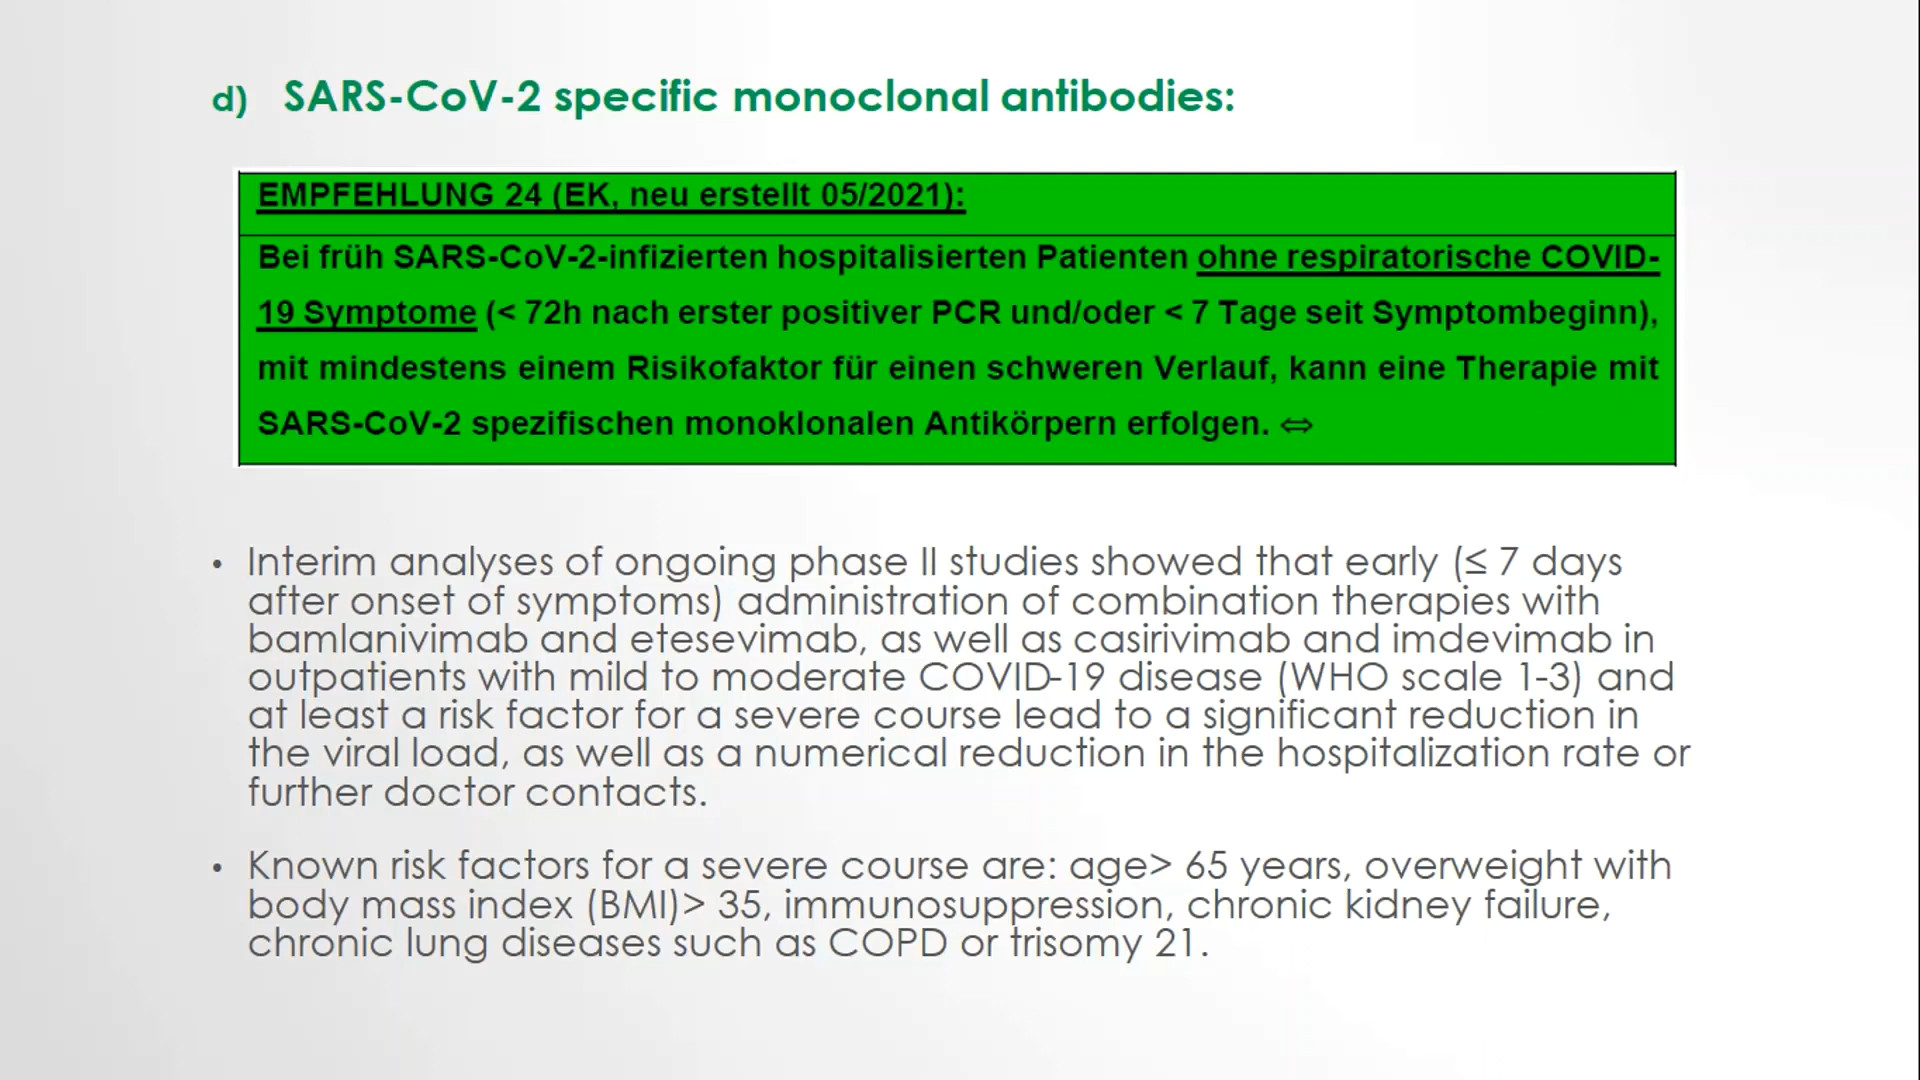 d) SARS-CoV-2 specific monoclonal antibodies:
EMPFEHLUNG 24 (EK, neu erstellt 05/2021):
Bei früh SARS-CoV-2-infizierten hospitalisierten Patienten ohne respiratorische COVID-
19 Symptome (< 72h nach erster positiver PCR und/oder < 7 Tage seit Symptombeginn),
mit mindestens einem Risikofaktor für einen schweren Verlauf, kann eine Therapie mit
SARS-CoV-2 spezifischen monoklonalen Antikörpern erfolgen. ⇔
• Interim analyses of ongoing phase II studies showed that early (≤ 7 days
after onset of symptoms) administration of combination therapies with
bamlanivimab and etesevimab, as well as casirivimab and imdevimab in
outpatients with mild to moderate COVID-19 disease (WHO scale 1-3) and
at least a risk factor for a severe course lead to a significant reduction in
the viral load, as well as a numerical reduction in the hospitalization rate or
further doctor contacts.
• Known risk factors for a severe course are: age> 65 years, overweight with
body mass index (BMI)> 35, immunosuppression, chronic kidney failure,
chronic lung diseases such as COPD or trisomy 21.